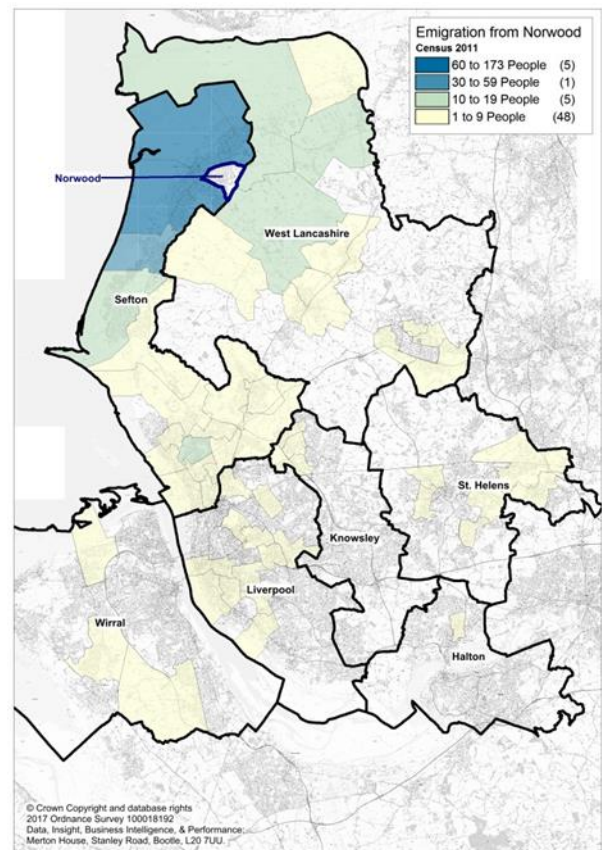 Emigration from Norwood
Census 2011
60 to 173 People (5)
30 to 59 People (1)
10 to 19 People (5)
1 to 9 People (48)
Norwood
West Lancashire
Sefton
St. Helens
Knowsley
Liverpool
Wirral
Halton
© Crown Copyright and database rights
2017 Ordnance Survey 100018192
Data, Insight, Business Intelligence, & Performance:
Merton House, Stanley Road, Bootle, L20 7UU.